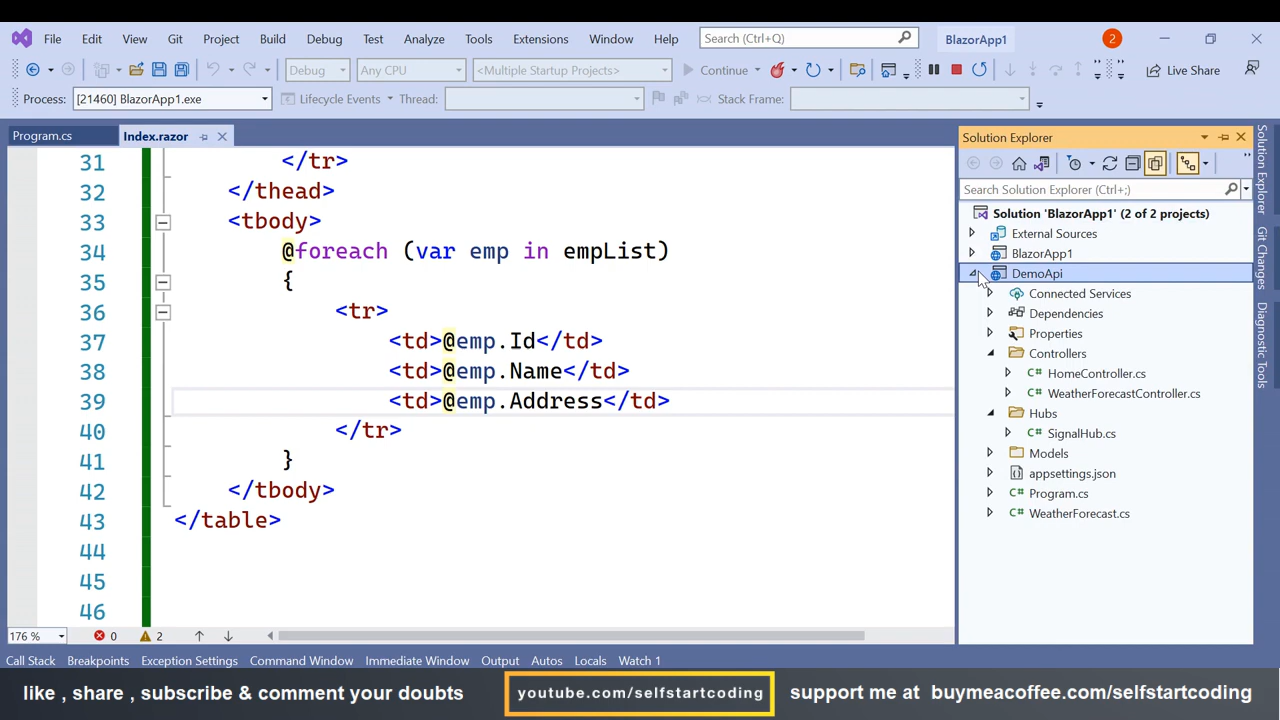 File Edit View Git Project Build Debug Test Analyze Tools Extensions Window Help Search (Ctrl+Q) BlazorApp1 2
Debug Any CPU <Multiple Startup Projects> Continue Live Share
Process: [21460] BlazorApp1.exe Lifecycle Events Thread: Stack Frame:
Program.cs Index.razor
31 </tr>
32 </thead>
33 <tbody>
34 @foreach (var emp in empList)
35 {
36 <tr>
37 <td>@emp.Id</td>
38 <td>@emp.Name</td>
39 <td>@emp.Address</td>
40 </tr>
41 }
42 </tbody>
43 </table>
44
45
46
176 % 0 2
Solution Explorer
Search Solution Explorer (Ctrl+;)
Solution 'BlazorApp1' (2 of 2 projects)
External Sources
BlazorApp1
DemoApi
Connected Services
Dependencies
Properties
Controllers
C# HomeController.cs
C# WeatherForecastController.cs
Hubs
C# SignalHub.cs
Models
appsettings.json
C# Program.cs
C# WeatherForecast.cs
Solution Explorer
Git Changes
Diagnostic Tools
Call Stack Breakpoints Exception Settings Command Window Immediate Window Output Autos Locals Watch 1
like , share , subscribe & comment your doubts
youtube.com/selfstartcoding
support me at buymeacoffee.com/selfstartcoding